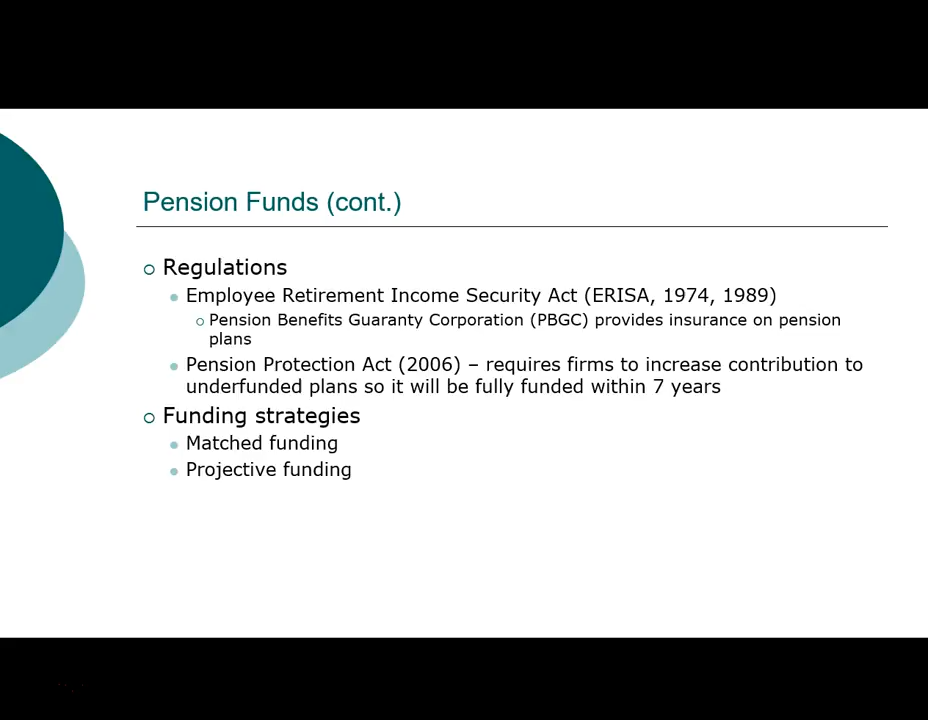 Pension Funds (cont.)
Regulations
Employee Retirement Income Security Act (ERISA, 1974, 1989)
Pension Benefits Guaranty Corporation (PBGC) provides insurance on pension
plans
Pension Protection Act (2006) – requires firms to increase contribution to
underfunded plans so it will be fully funded within 7 years
Funding strategies
Matched funding
Projective funding